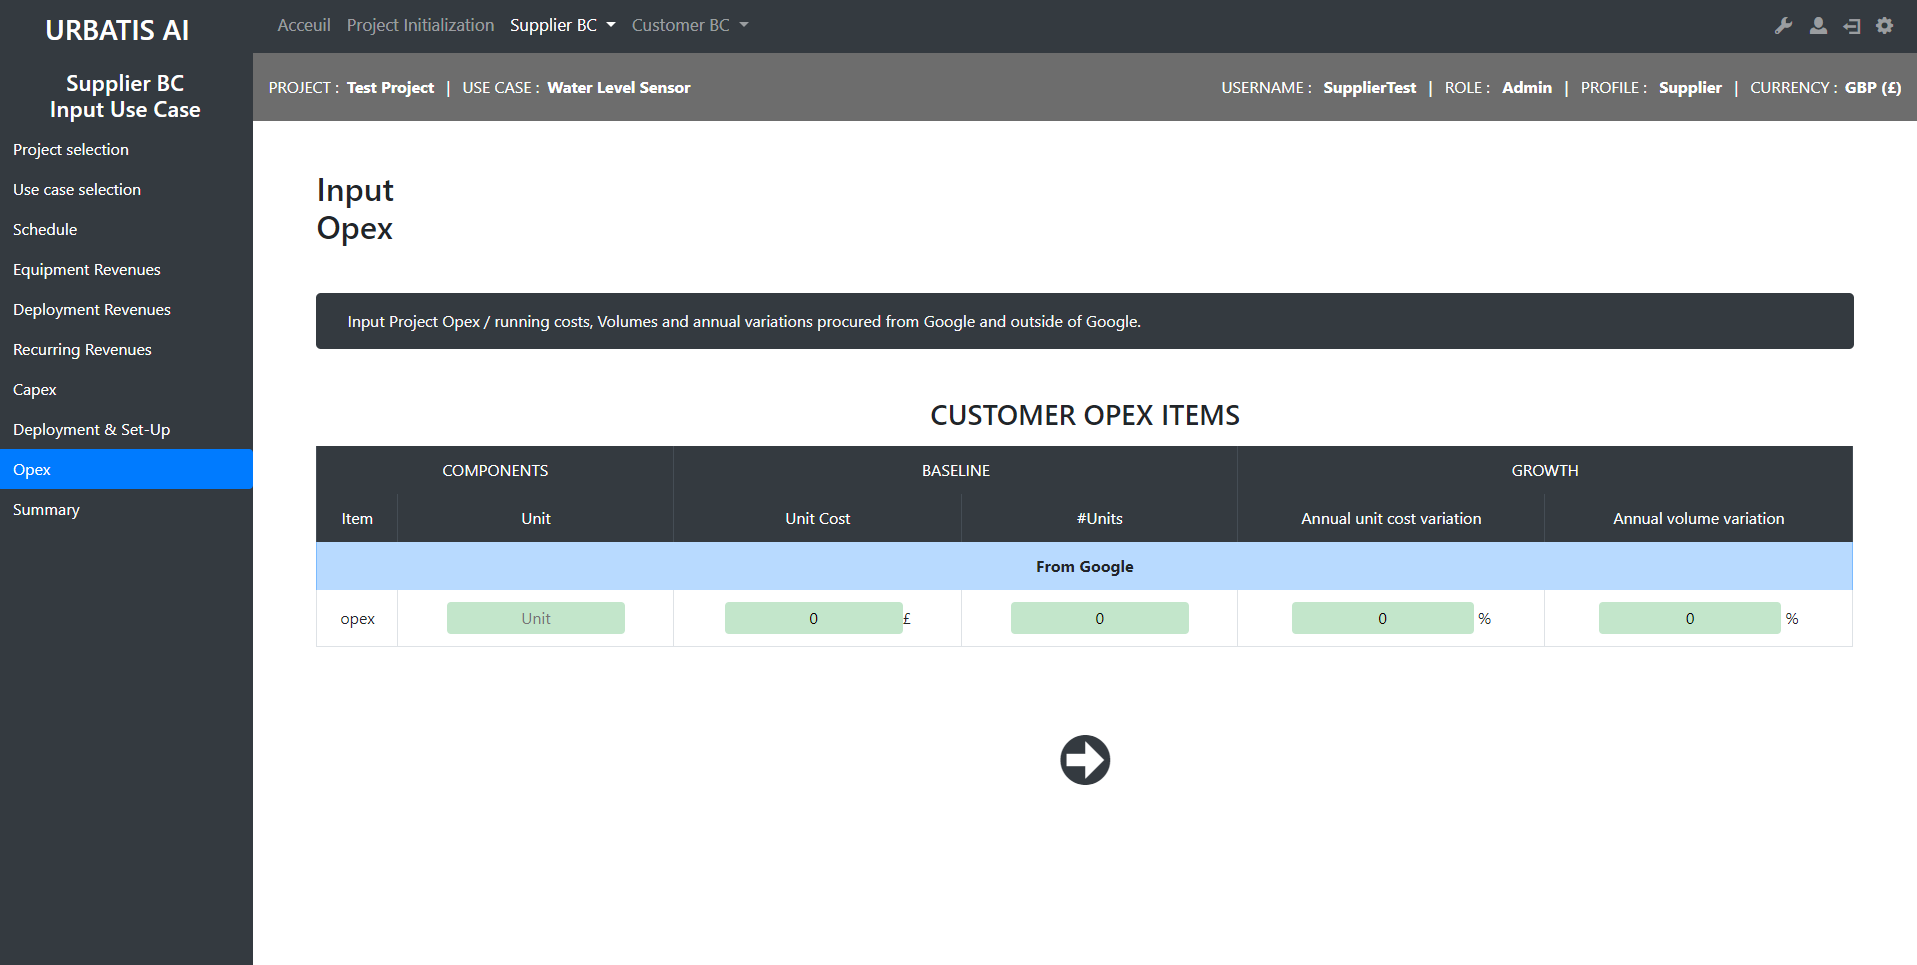 URBATIS AI
Acceuil Project Initialization Supplier BC Customer BC
Supplier BC
Input Use Case
Project selection
Use case selection
Schedule
Equipment Revenues
Deployment Revenues
Recurring Revenues
Capex
Deployment & Set-Up
Opex
Summary
PROJECT : Test Project | USE CASE : Water Level Sensor
USERNAME : SupplierTest | ROLE : Admin | PROFILE : Supplier | CURRENCY : GBP (£)
Input
Opex
Input Project Opex / running costs, Volumes and annual variations procured from Google and outside of Google.
CUSTOMER OPEX ITEMS
COMPONENTS BASELINE GROWTH
Item Unit Unit Cost #Units Annual unit cost variation Annual volume variation
From Google
opex Unit 0 £ 0 0 % 0 %